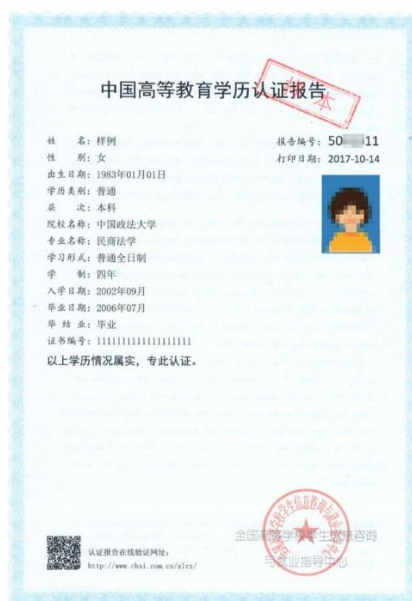 中国高等教育学历认证报告
样本
姓 名：样例
报告编号：50 11
性 别：女
打印日期：2017-10-14
出生日期：1983年01月01日
学历类别：普通
层 次：本科
院校名称：中国政法大学
专业名称：民商法学
学习形式：普通全日制
学 制：四年
入学日期：2002年09月
毕业日期：2006年07月
毕 结 业：毕业
证书编号：111111111111111111
以上学历情况属实，专此认证。
全国高等学校学生信息咨询
与就业指导中心
认证报告在线验证网址：
http://www.chsi.com.cn/xlrz/